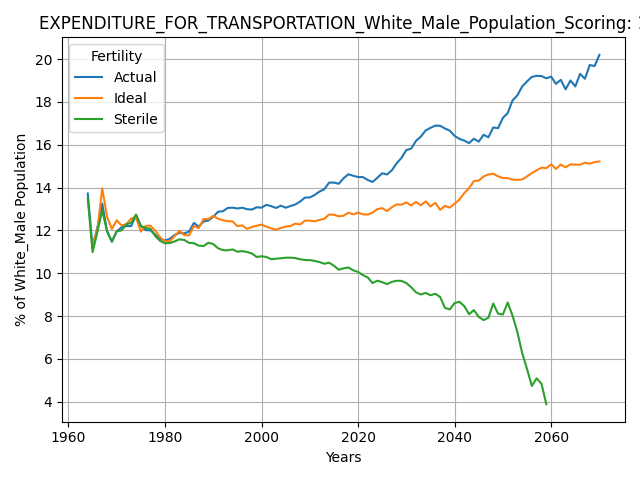 EXPENDITURE_FOR_TRANSPORTATION_White_Male_Population_Scoring:
Fertility
Actual
Ideal
Sterile
% of White_Male Population
20
18
16
14
12
10
8
6
4
1960 1980 2000 2020 2040 2060
Years